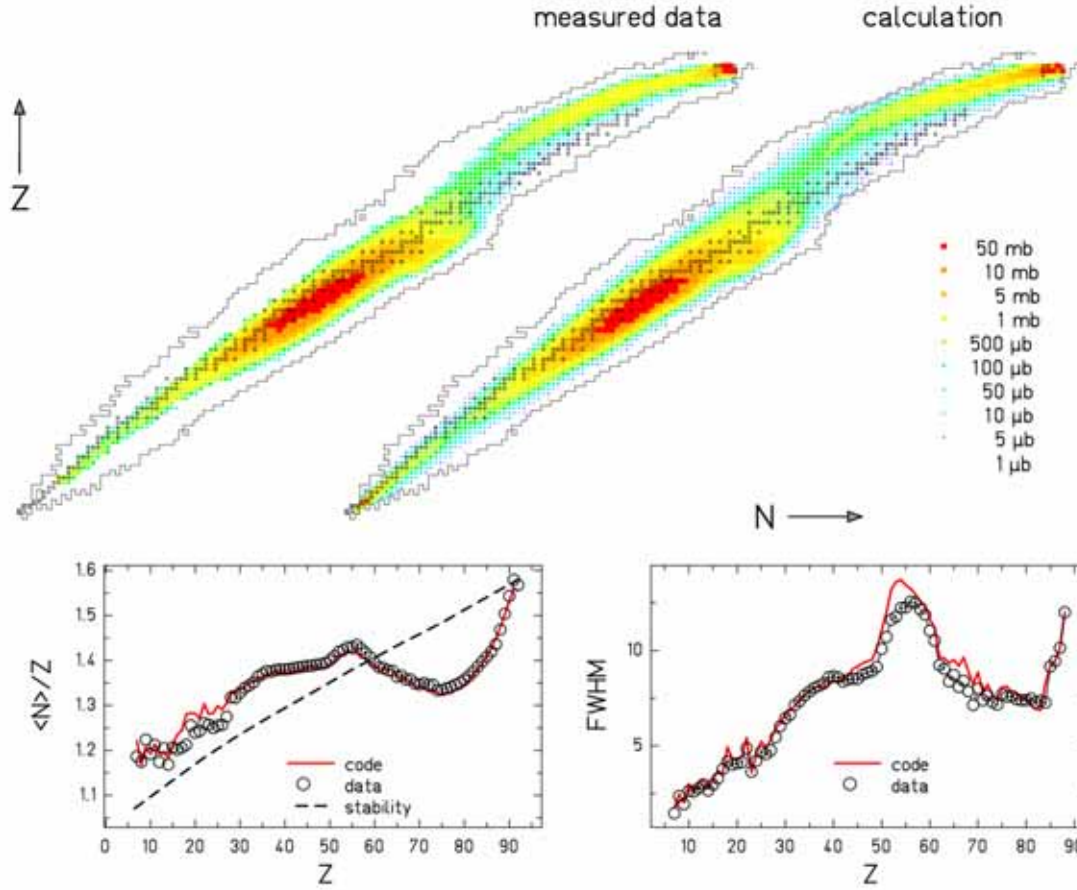 measured data calculation
Z
50 mb
10 mb
5 mb
1 mb
500 μb
100 μb
50 μb
10 μb
5 μb
1 μb
N
<N>/Z
1.6
1.5
1.4
1.3
1.2
1.1
code
data
stability
0 10 20 30 40 50 60 70 80 90
Z
FWHM
10
5
code
data
10 20 30 40 50 60 70 80 90
Z